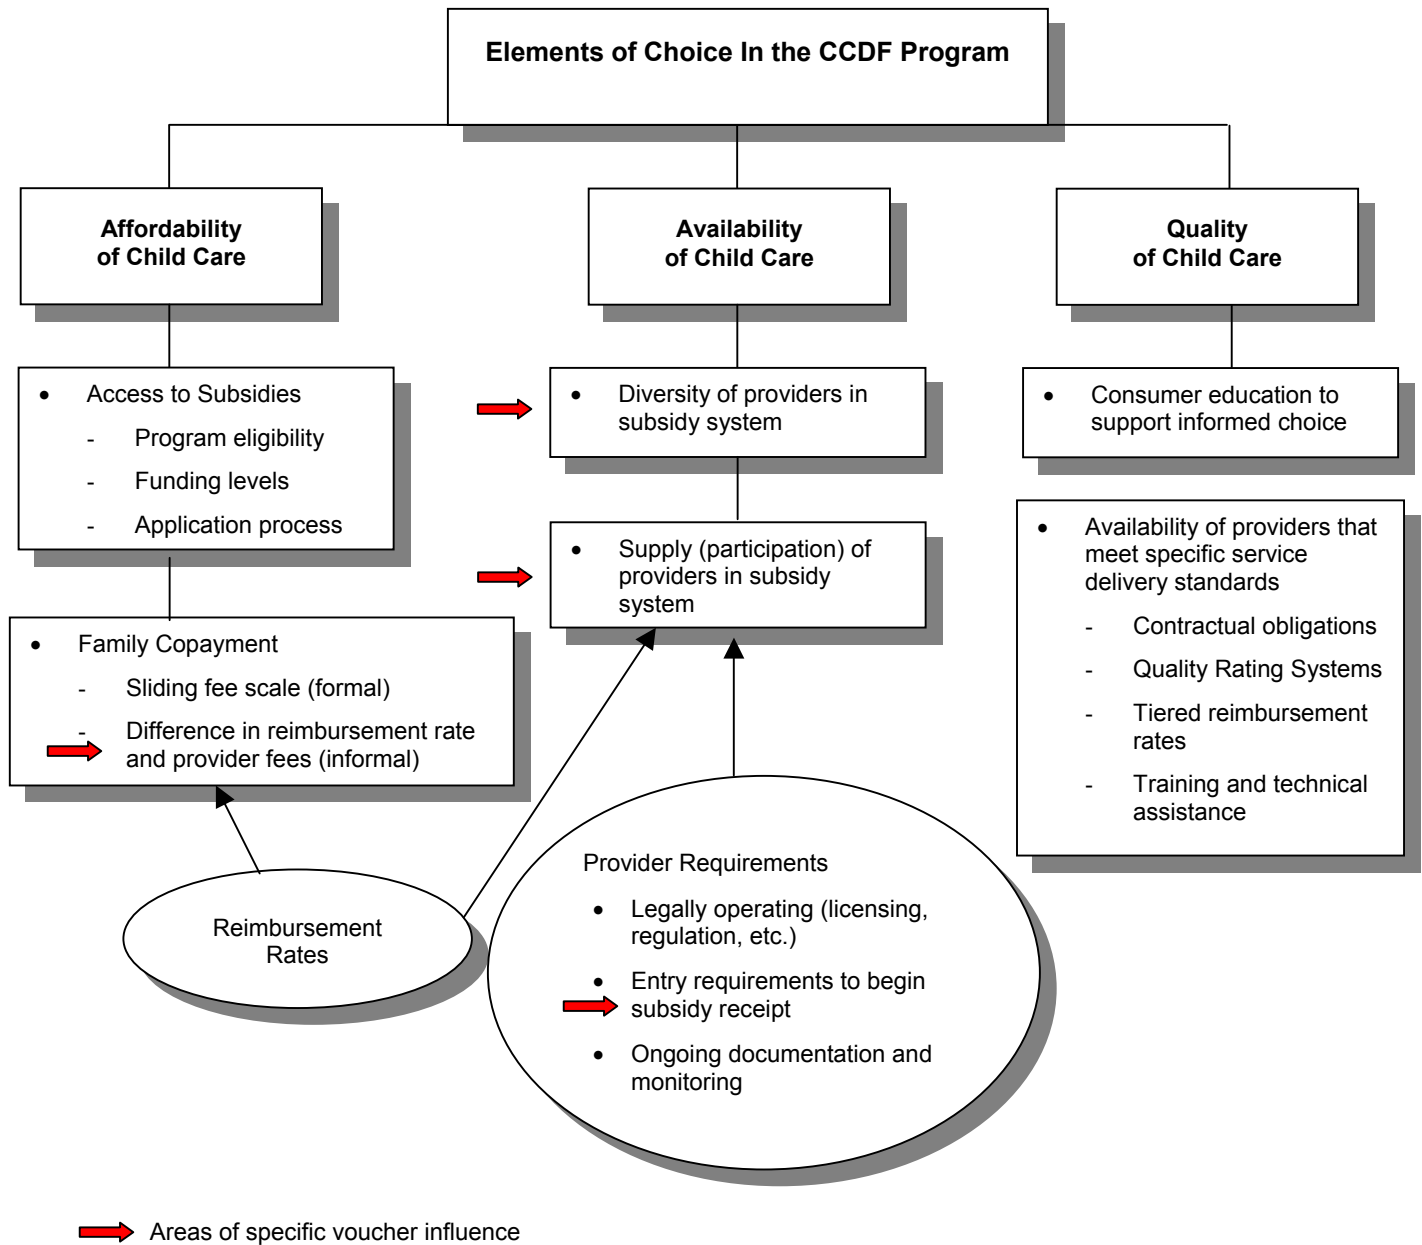 Elements of Choice In the CCDF Program
Affordability
of Child Care
Availability
of Child Care
Quality
of Child Care
• Access to Subsidies
- Program eligibility
- Funding levels
- Application process
• Family Copayment
- Sliding fee scale (formal)
- Difference in reimbursement rate
and provider fees (informal)
Reimbursement
Rates
• Diversity of providers in
subsidy system
• Supply (participation) of
providers in subsidy
system
Provider Requirements
• Legally operating (licensing,
regulation, etc.)
• Entry requirements to begin
subsidy receipt
• Ongoing documentation and
monitoring
• Consumer education to
support informed choice
• Availability of providers that
meet specific service
delivery standards
- Contractual obligations
- Quality Rating Systems
- Tiered reimbursement
rates
- Training and technical
assistance
Areas of specific voucher influence